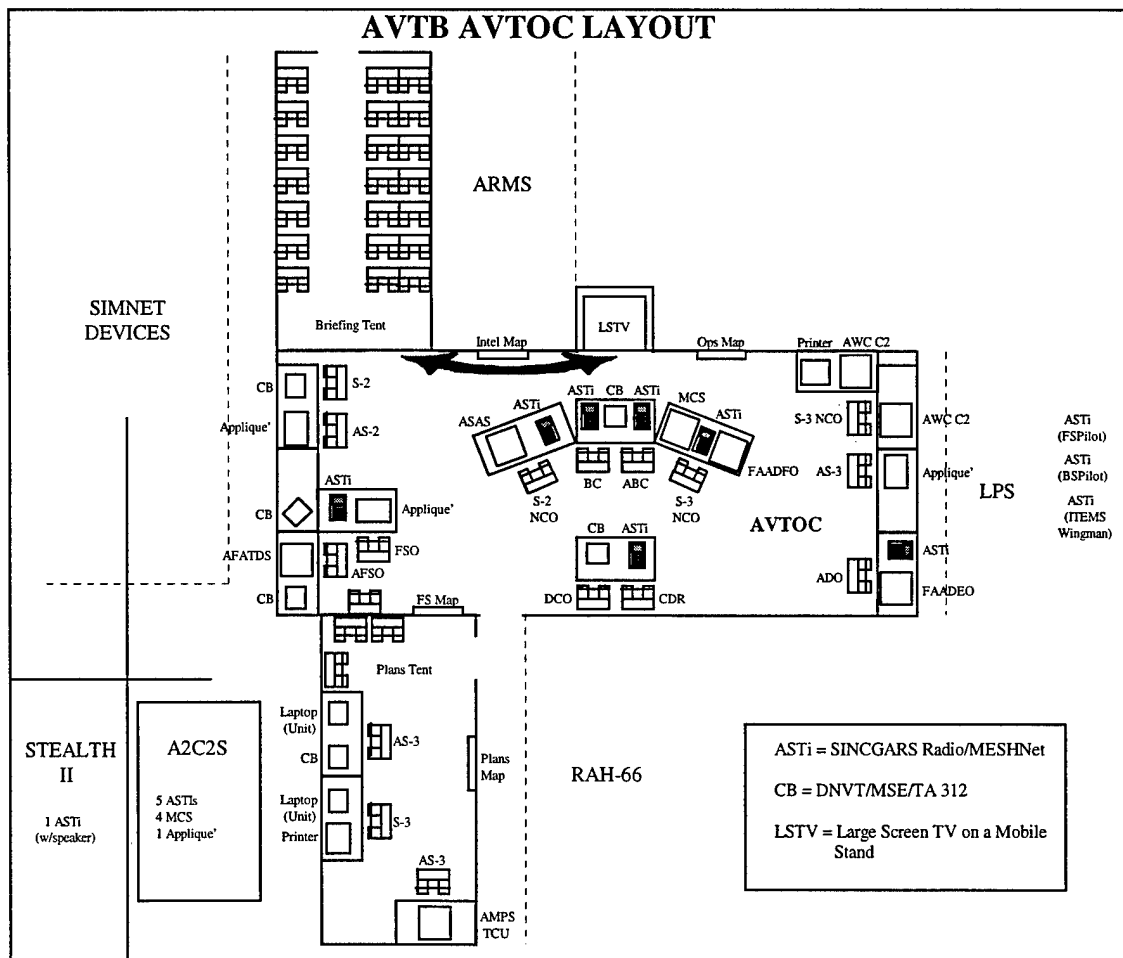 AVTB AVTOC LAYOUT
ARMS
SIMNET
DEVICES
Briefing Tent
LSTV
Intel Map
Ops Map
Printer
AWC C2
CB
S-2
Applique'
AS-2
ASTi
CB
ASTi
MCS
ASTi
ASAS
ASTi
S-3 NCO
AWC C2
FAADFO
BC
ABC
S-2
NCO
S-3
NCO
AS-3
Applique'
LPS
ASTi
(FSPilot)
ASTi
(BSPilot)
ASTi
(ITEMS
Wingman)
ASTi
Applique'
CB
AVTOC
AFATDS
FSO
AFSO
CB
ASTi
ASTi
ADO
FAADEO
CB
DCO
CDR
FS Map
Plans Tent
Laptop
(Unit)
AS-3
CB
Plans
Map
Laptop
(Unit)
S-3
Printer
AS-3
AMPS
TCU
STEALTH
II
1 ASTi
(w/speaker)
A2C2S
5 ASTIs
4 MCS
1 Applique'
RAH-66
ASTi = SINCGARS Radio/MESHNet
CB = DNVT/MSE/TA 312
LSTV = Large Screen TV on a Mobile
Stand